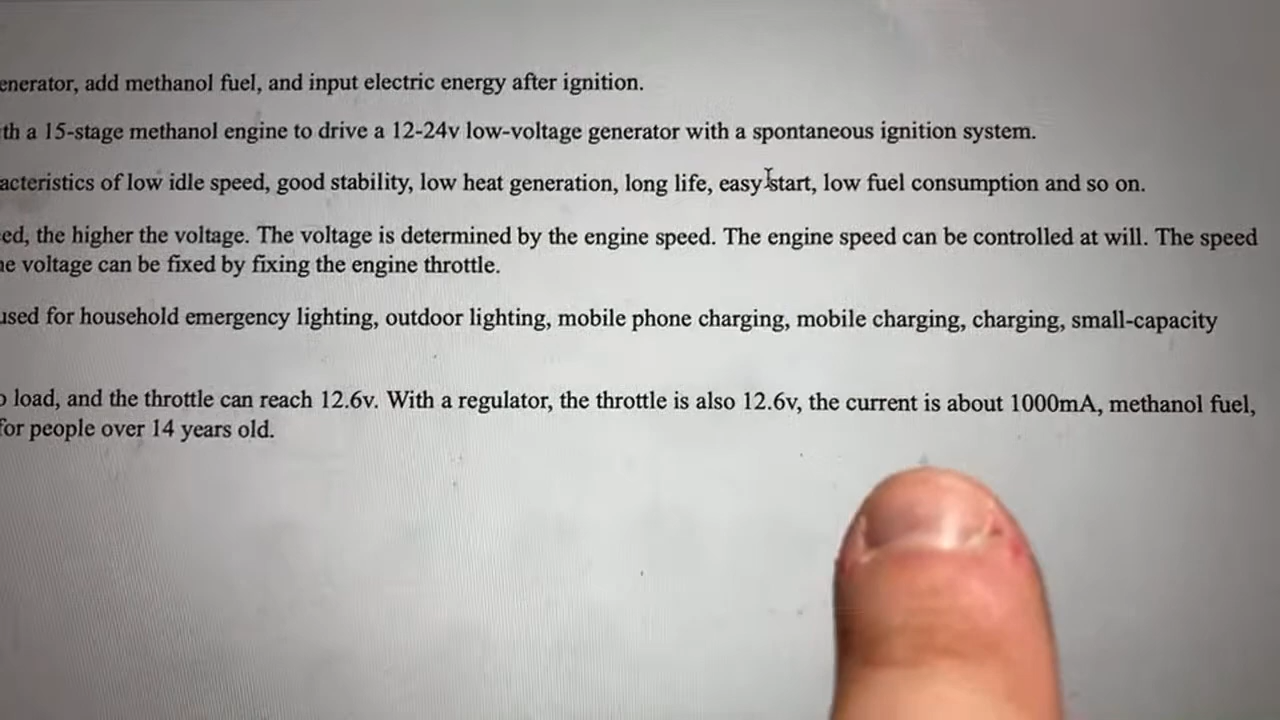 enerator, add methanol fuel, and input electric energy after ignition.
th a 15-stage methanol engine to drive a 12-24v low-voltage generator with a spontaneous ignition system.
acteristics of low idle speed, good stability, low heat generation, long life, easy start, low fuel consumption and so on.
ed, the higher the voltage. The voltage is determined by the engine speed. The engine speed can be controlled at will. The speed
e voltage can be fixed by fixing the engine throttle.
used for household emergency lighting, outdoor lighting, mobile phone charging, mobile charging, charging, small-capacity
o load, and the throttle can reach 12.6v. With a regulator, the throttle is also 12.6v, the current is about 1000mA, methanol fuel,
for people over 14 years old.